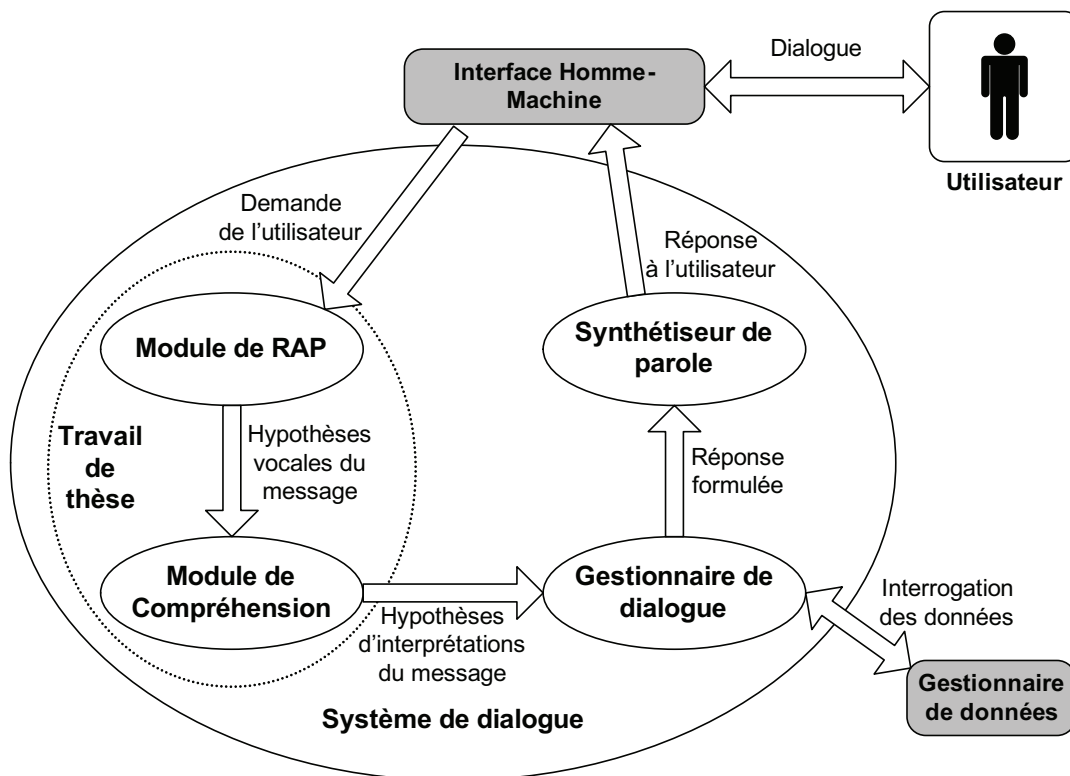 Dialogue
Interface Homme-
Machine
Utilisateur
Demande
de l’utilisateur
Réponse
à l’utilisateur
Module de RAP
Synthétiseur de
parole
Travail
de
thèse
Hypothèses
vocales du
message
Réponse
formulée
Module de
Compréhension
Gestionnaire de
dialogue
Hypothèses
d’interprétations
du message
Interrogation
des données
Gestionnaire
de données
Système de dialogue